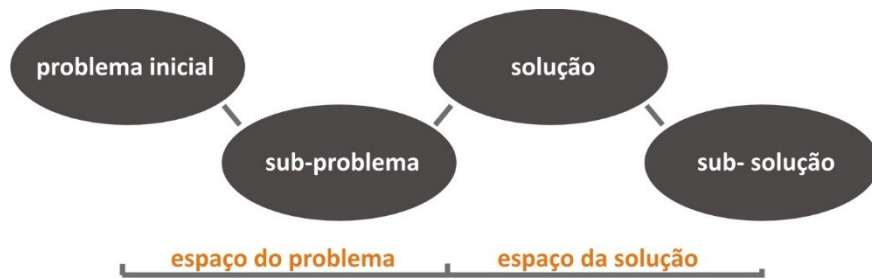 problema inicial
solução
sub-problema
sub- solução
espaço do problema
espaço da solução